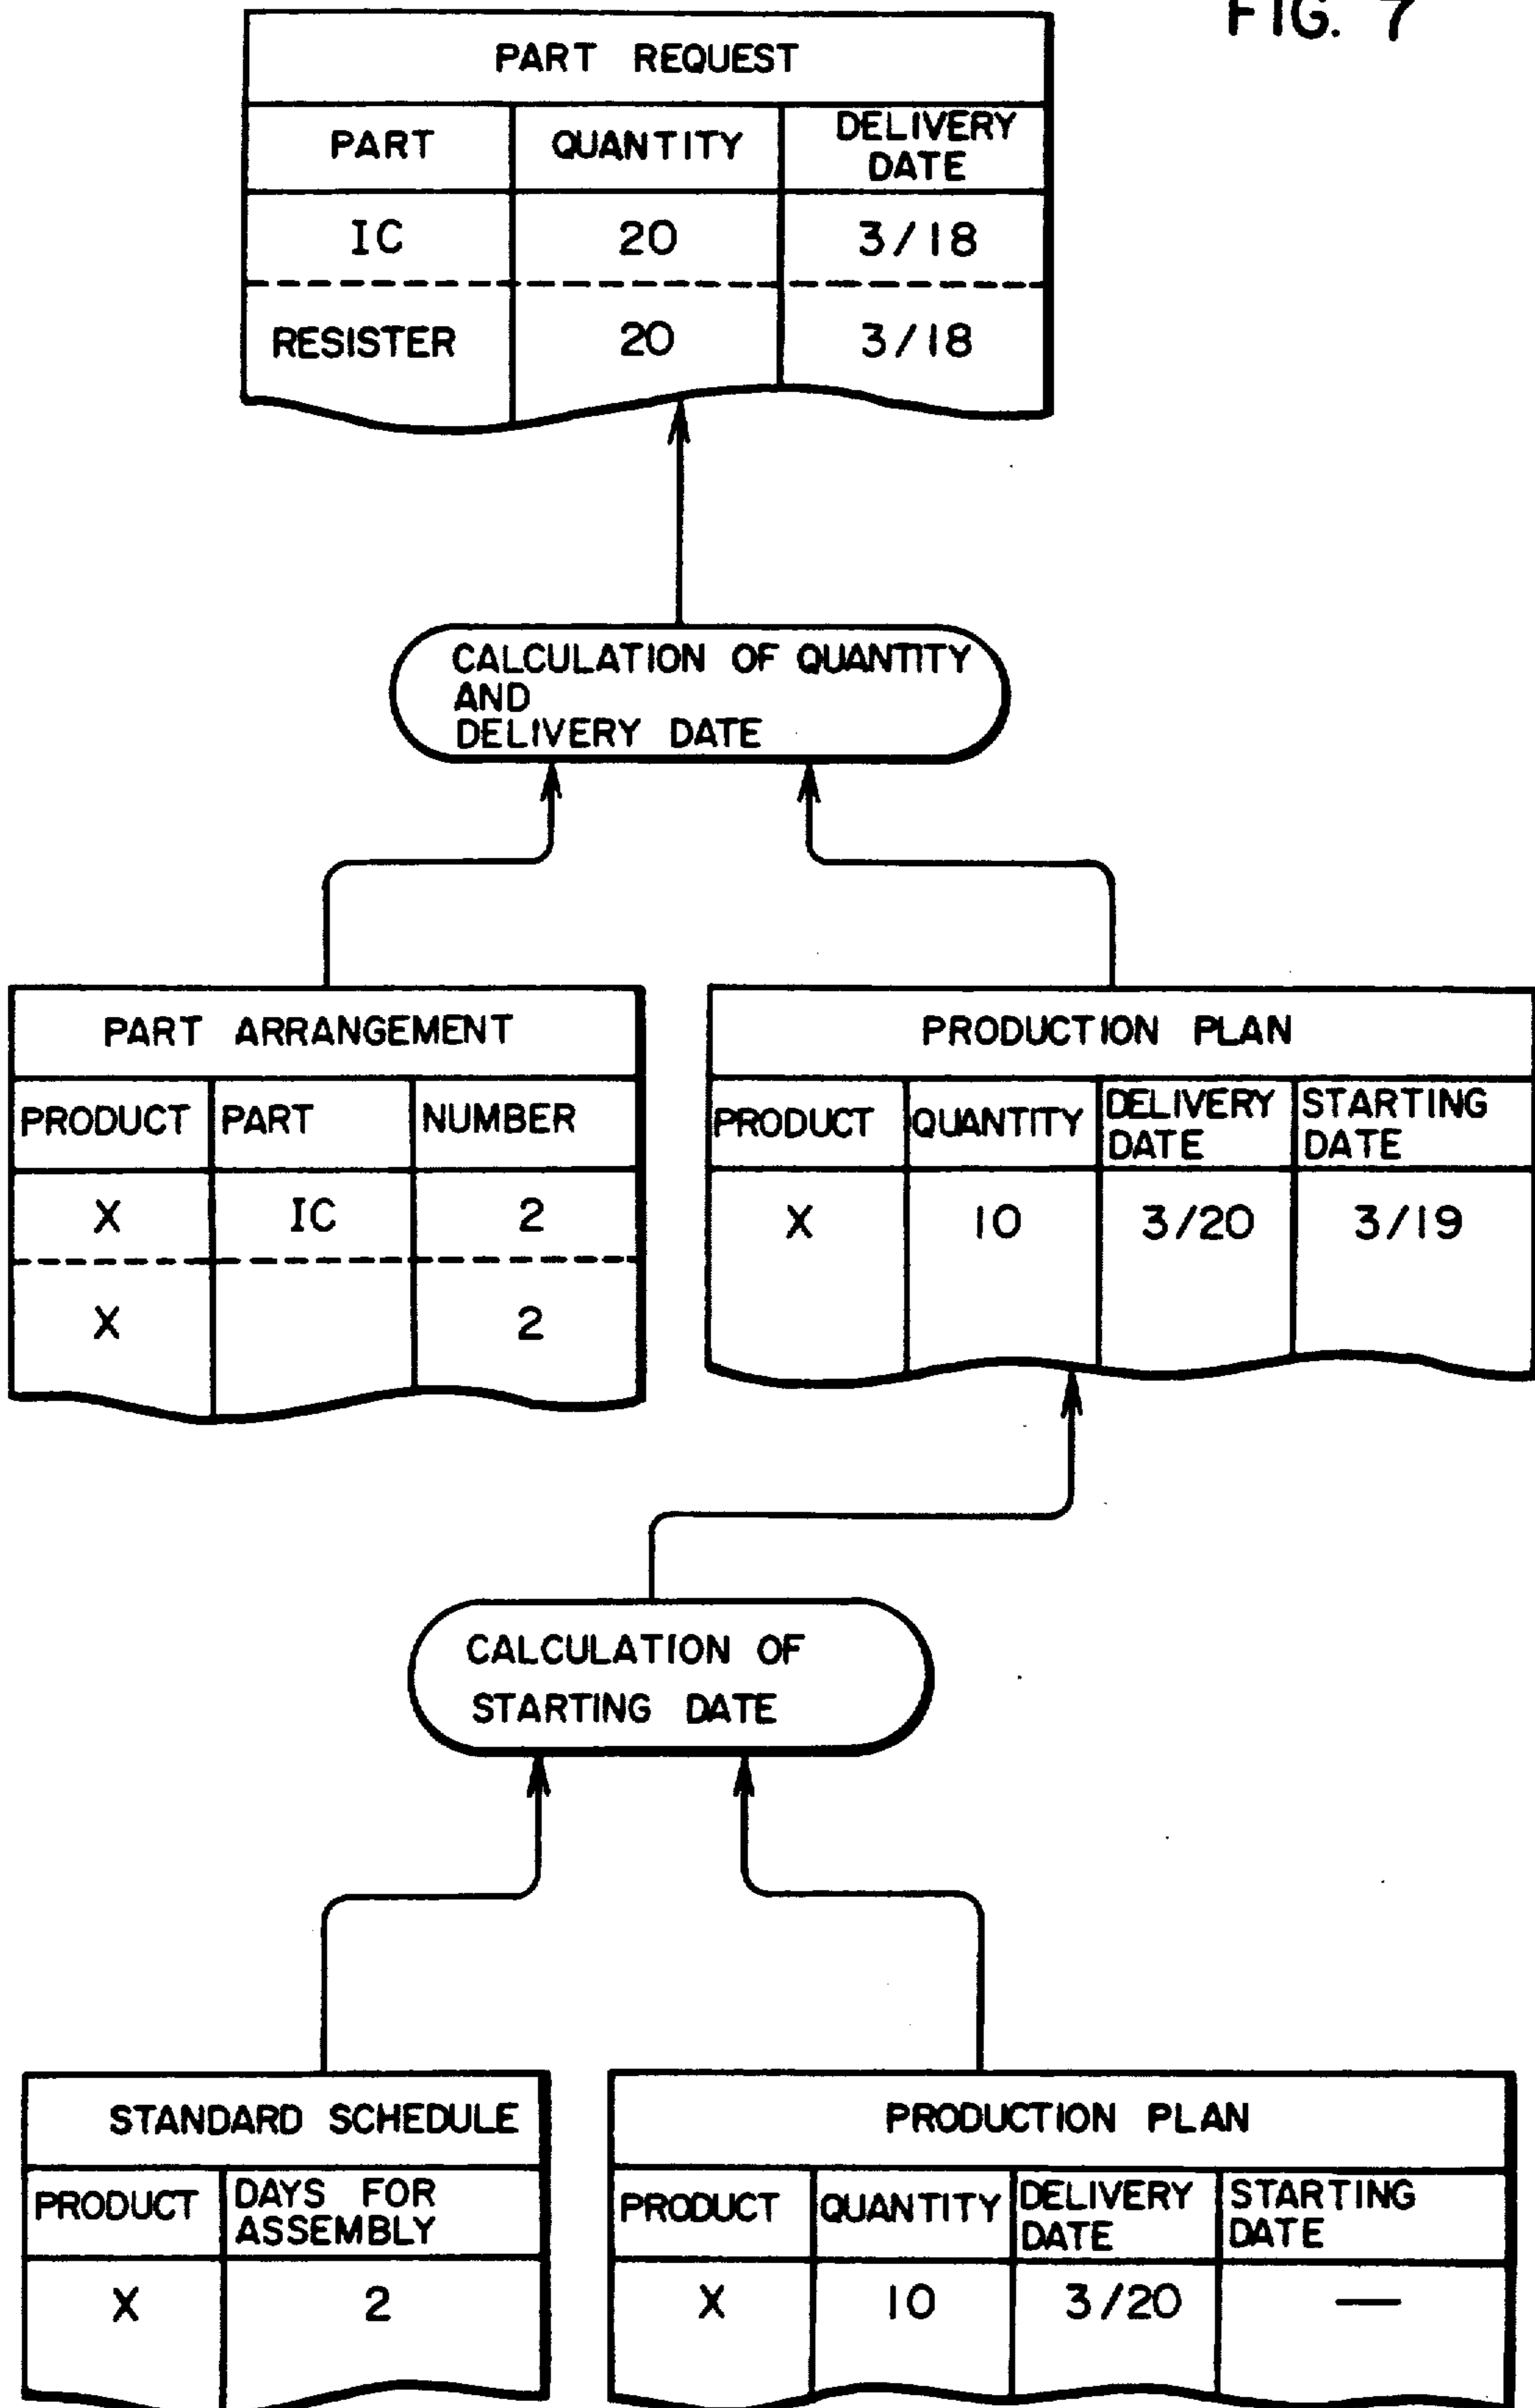 FIG. 7
PART REQUEST
PART QUANTITY DELIVERY DATE
IC 20 3/18
RESISTER 20 3/18
CALCULATION OF QUANTITY
AND
DELIVERY DATE
PART ARRANGEMENT
PRODUCT PART NUMBER
X IC 2
X 2
PRODUCTION PLAN
PRODUCT QUANTITY DELIVERY DATE STARTING DATE
X 10 3/20 3/19
CALCULATION OF
STARTING DATE
STANDARD SCHEDULE
PRODUCT DAYS FOR ASSEMBLY
X 2
PRODUCTION PLAN
PRODUCT QUANTITY DELIVERY DATE STARTING DATE
X 10 3/20 —